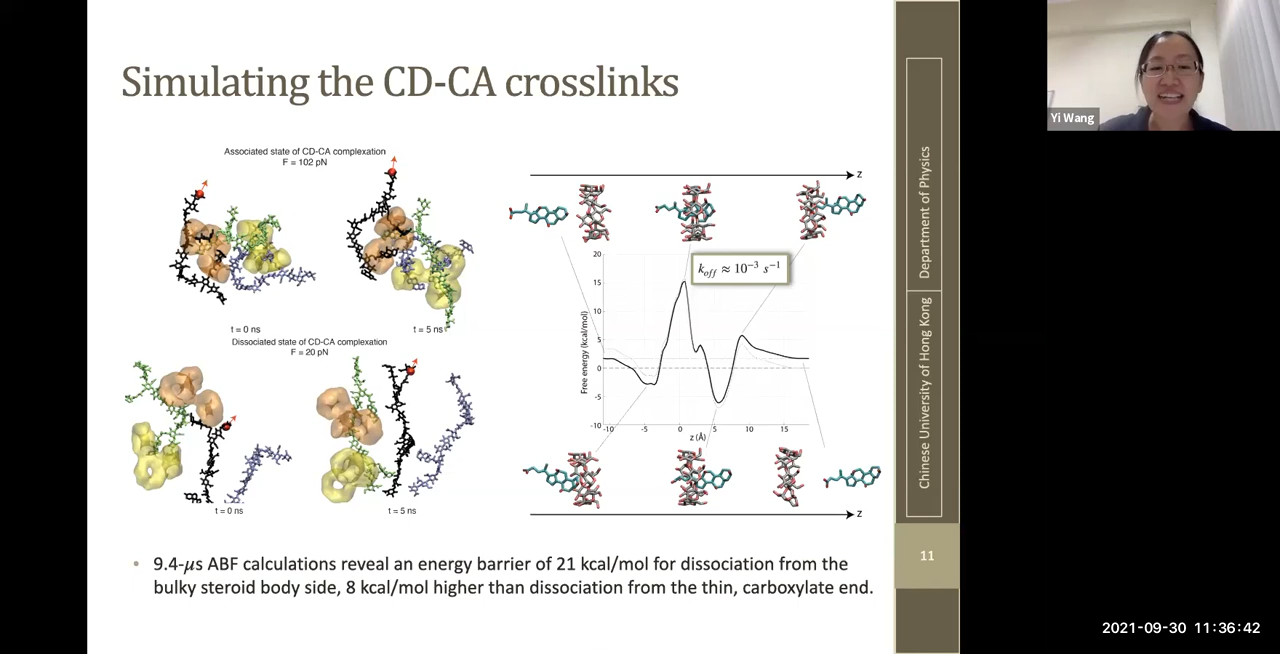 Simulating the CD-CA crosslinks
Associated state of CD-CA complexation
F = 102 pN
t = 0 ns
t = 5 ns
Dissociated state of CD-CA complexation
F = 20 pN
t = 0 ns
t = 5 ns
z
k_off ≈ 10⁻³ s⁻¹
20
15
10
5
0
-5
-10
Free energy (kcal/mol)
-10 -5 0 5 10 15
z (Å)
z
• 9.4-μs ABF calculations reveal an energy barrier of 21 kcal/mol for dissociation from the
bulky steroid body side, 8 kcal/mol higher than dissociation from the thin, carboxylate end.
Chinese University of Hong Kong
Department of Physics
11
Yi Wang
2021-09-30 11:36:42